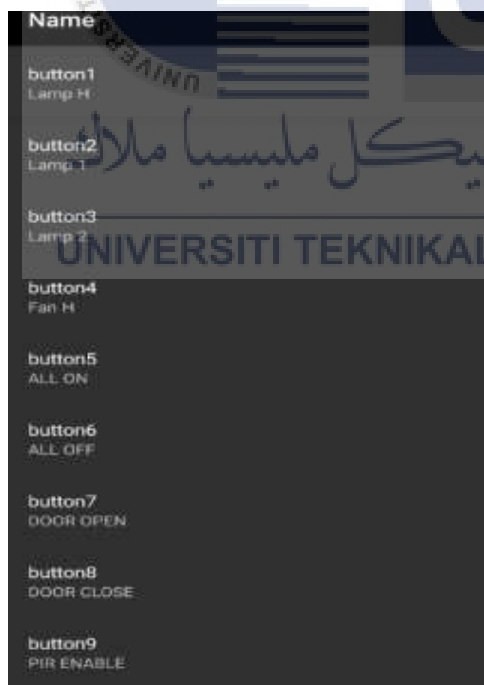 Name
button1
Lamp H
button2
Lamp 1
button3
Lamp 2
button4
Fan H
button5
ALL ON
button6
ALL OFF
button7
DOOR OPEN
button8
DOOR CLOSE
button9
PIR ENABLE
يكل مليسيا ملاك
UNIVERSITI TEKNIKAL